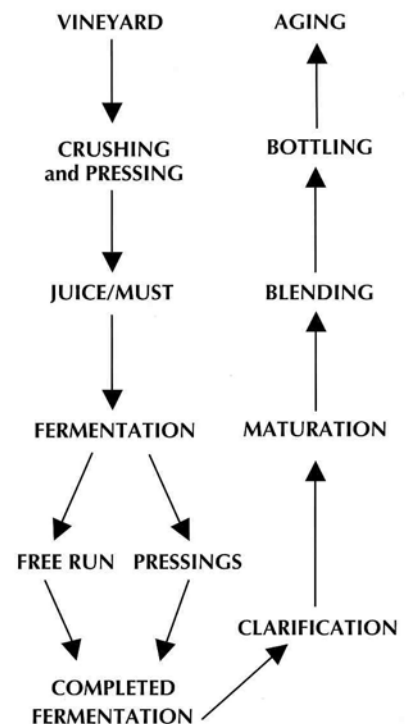 VINEYARD
CRUSHING
and PRESSING
JUICE/MUST
FERMENTATION
FREE RUN
PRESSINGS
COMPLETED
FERMENTATION
CLARIFICATION
MATURATION
BLENDING
BOTTLING
AGING